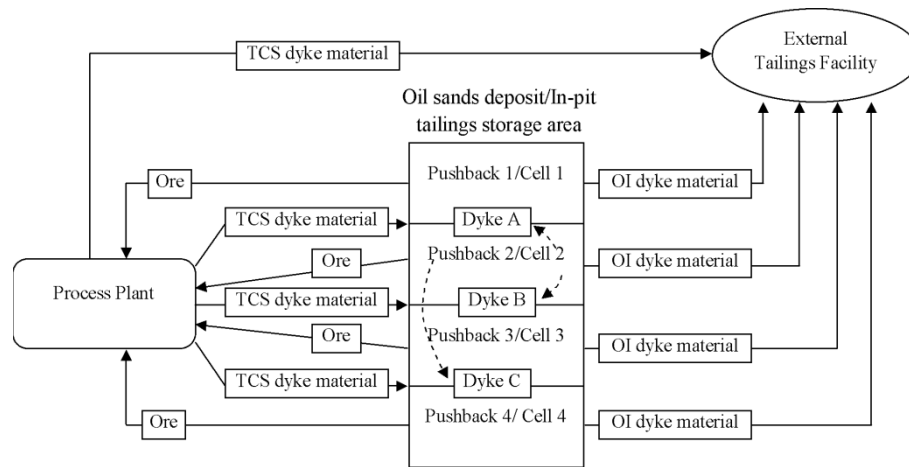 TCS dyke material
External
Tailings Facility
Oil sands deposit/In-pit
tailings storage area
Pushback 1/Cell 1
Ore
OI dyke material
TCS dyke material
Dyke A
Pushback 2/Cell 2
Ore
OI dyke material
Process Plant
TCS dyke material
Dyke B
Pushback 3/Cell 3
Ore
OI dyke material
TCS dyke material
Dyke C
Pushback 4/ Cell 4
Ore
OI dyke material